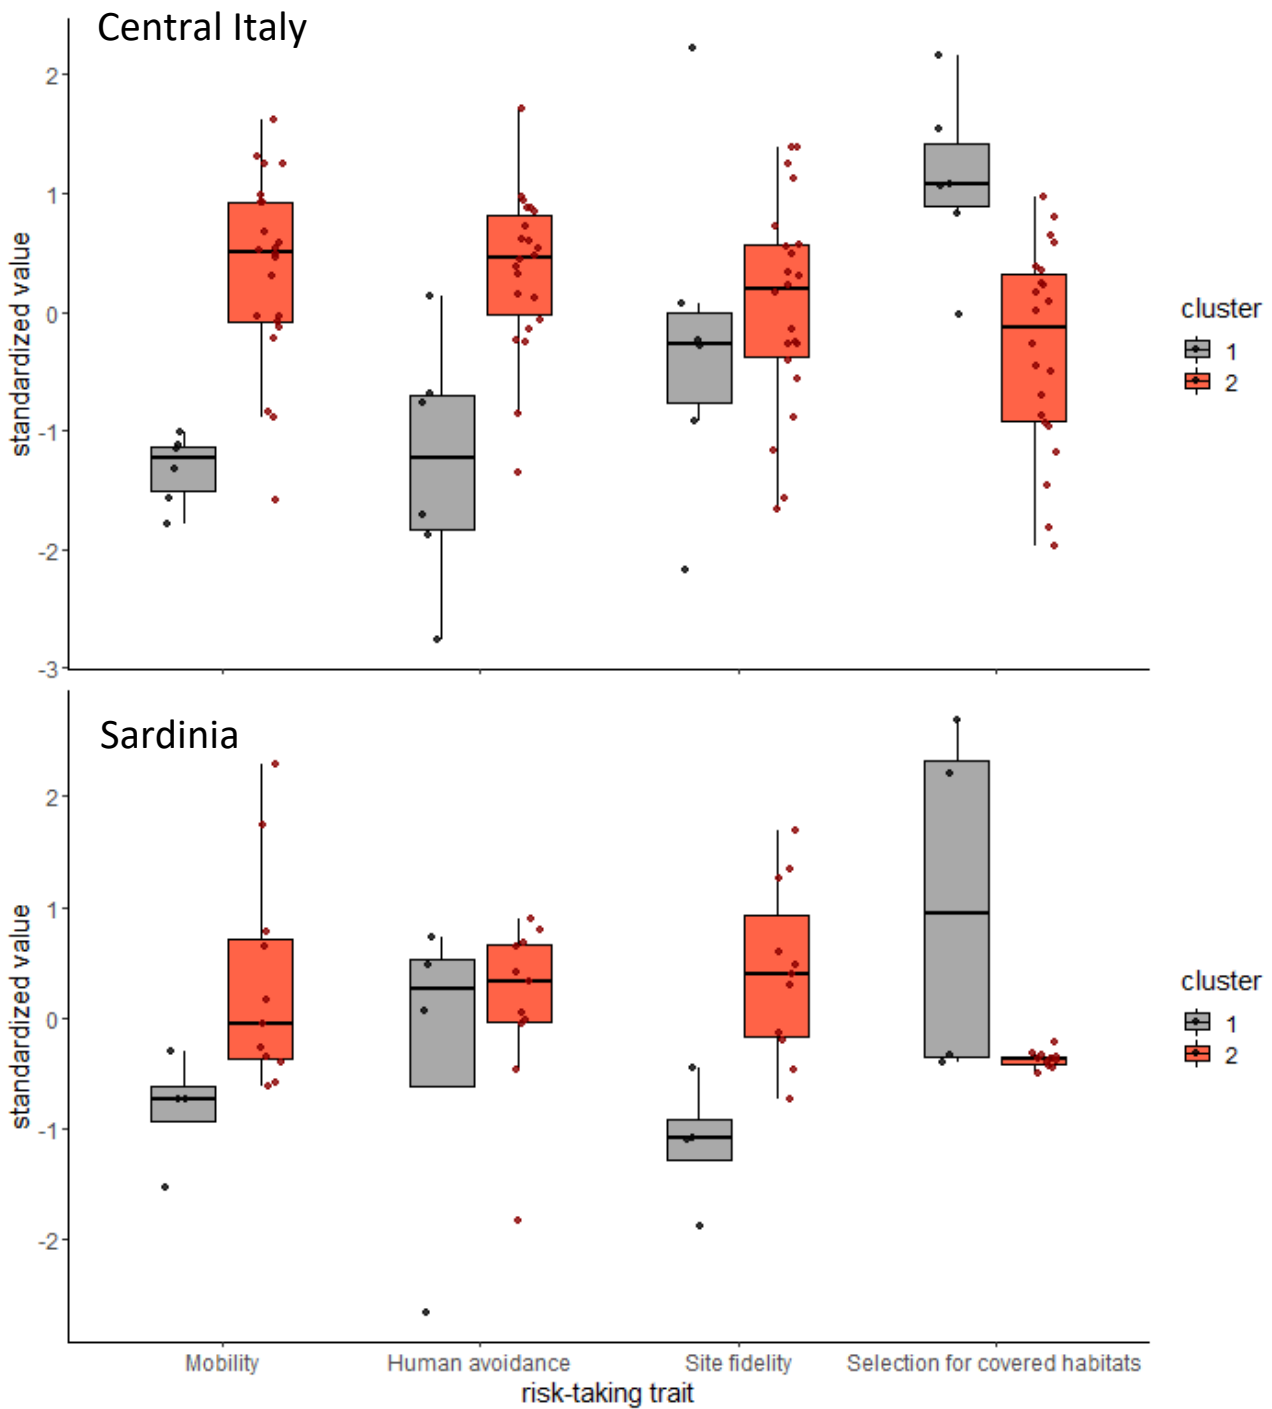 Central Italy
2
1
0
-1
-2
-3
standardized value
cluster
1
2
Sardinia
2
1
0
-1
-2
standardized value
cluster
1
2
Mobility
Human avoidance
Site fidelity
Selection for covered habitats
risk-taking trait